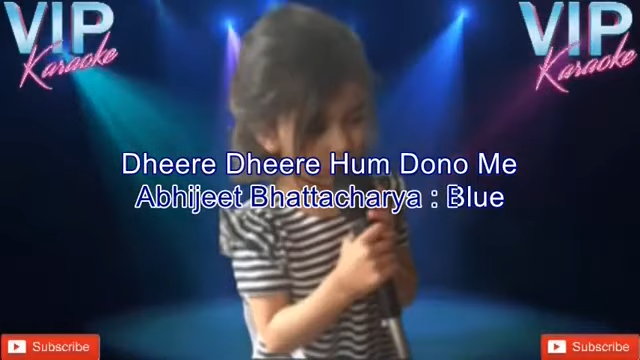 VIP VIP
Karaoke Karaoke
Dheere Dheere Hum Dono Me
Abhijeet Bhattacharya : Blue
Subscribe Subscribe